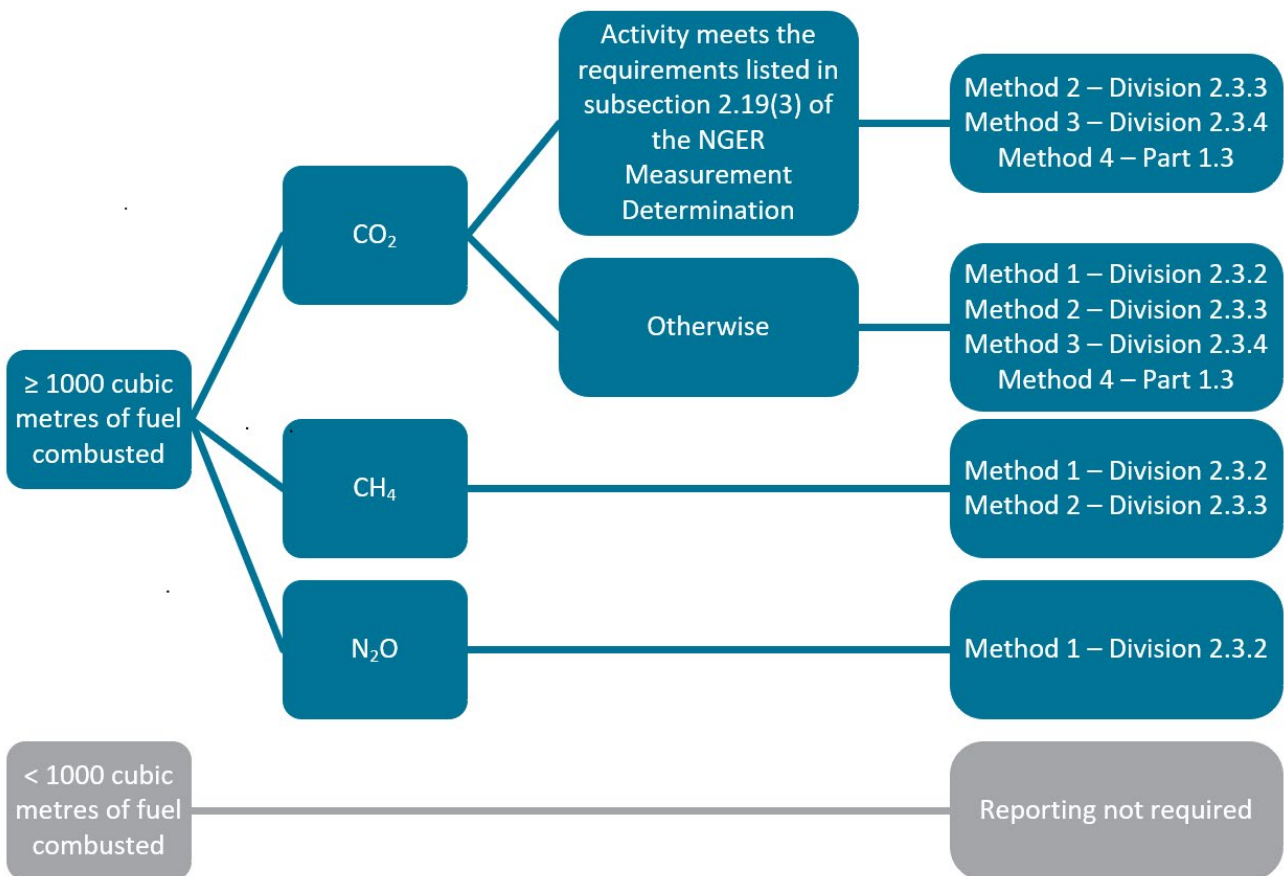 Activity meets the
requirements listed in
subsection 2.19(3) of
the NGER
Measurement
Determination
Method 2 – Division 2.3.3
Method 3 – Division 2.3.4
Method 4 – Part 1.3
CO₂
Otherwise
Method 1 – Division 2.3.2
Method 2 – Division 2.3.3
Method 3 – Division 2.3.4
Method 4 – Part 1.3
≥ 1000 cubic
metres of fuel
combusted
CH₄
Method 1 – Division 2.3.2
Method 2 – Division 2.3.3
N₂O
Method 1 – Division 2.3.2
< 1000 cubic
metres of fuel
combusted
Reporting not required